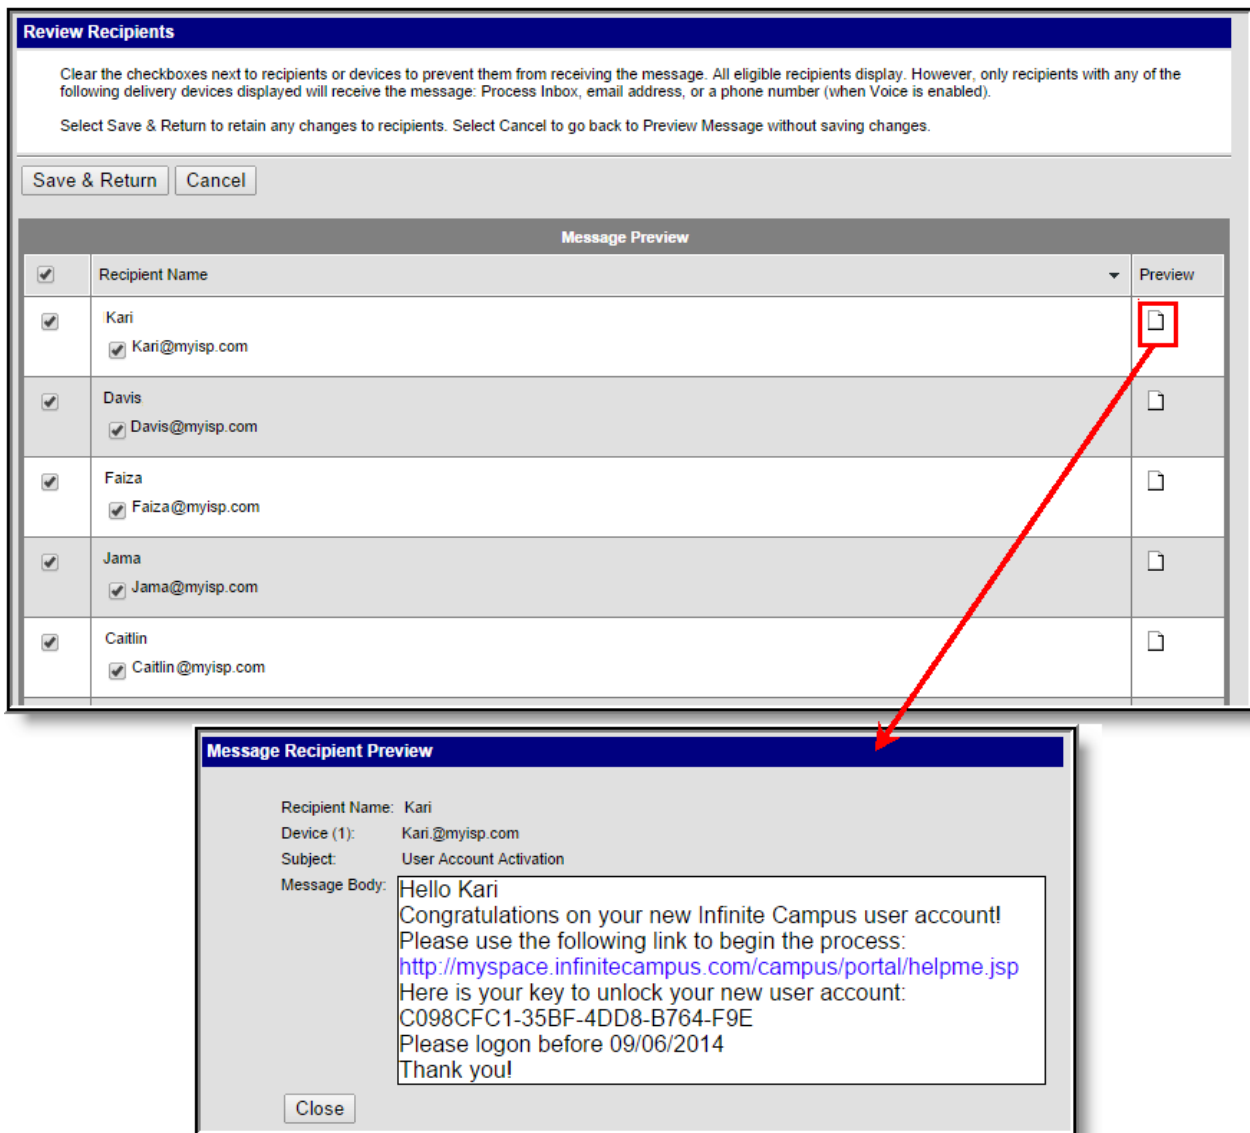 Review Recipients
Clear the checkboxes next to recipients or devices to prevent them from receiving the message. All eligible recipients display. However, only recipients with any of the
following delivery devices displayed will receive the message: Process Inbox, email address, or a phone number (when Voice is enabled).
Select Save & Return to retain any changes to recipients. Select Cancel to go back to Preview Message without saving changes.
Save & Return Cancel
Message Preview
Recipient Name Preview
Kari
Kari@myisp.com
Davis
Davis@myisp.com
Faiza
Faiza@myisp.com
Jama
Jama@myisp.com
Caitlin
Caitlin@myisp.com
Message Recipient Preview
Recipient Name: Kari
Device (1): Kari.@myisp.com
Subject: User Account Activation
Message Body: Hello Kari
Congratulations on your new Infinite Campus user account!
Please use the following link to begin the process:
http://myspace.infinitecampus.com/campus/portal/helpme.jsp
Here is your key to unlock your new user account:
C098CFC1-35BF-4DD8-B764-F9E
Please logon before 09/06/2014
Thank you!
Close